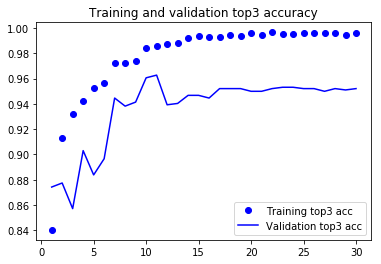 Training and validation top3 accuracy
1.00
0.98
0.96
0.94
0.92
0.90
0.88
0.86
0.84
0 5 10 15 20 25 30
Training top3 acc
Validation top3 acc